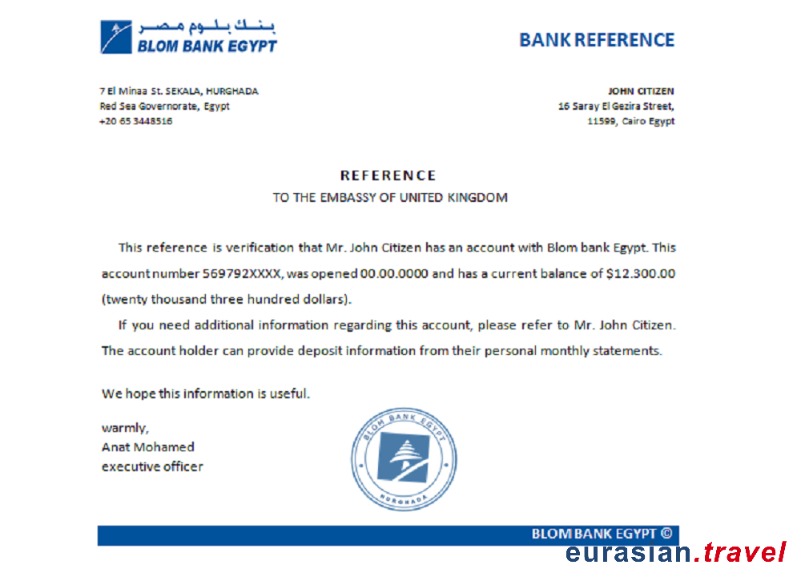 بنك بلوم مصر
BLOM BANK EGYPT
BANK REFERENCE
7 El Minaa St. SEKALA, HURGHADA
Red Sea Governorate, Egypt
+20 65 3448516
JOHN CITIZEN
16 Saray El Gezira Street,
11599, Cairo Egypt
REFERENCE
TO THE EMBASSY OF UNITED KINGDOM
This reference is verification that Mr. John Citizen has an account with Blom bank Egypt. This
account number 569792XXXX, was opened 00.00.0000 and has a current balance of $12.300.00
(twenty thousand three hundred dollars).
If you need additional information regarding this account, please refer to Mr. John Citizen.
The account holder can provide deposit information from their personal monthly statements.
We hope this information is useful.
warmly,
Anat Mohamed
executive officer
BLOM BANK EGYPT
HURGHADA
BLOM BANK EGYPT ©
eurasian.travel